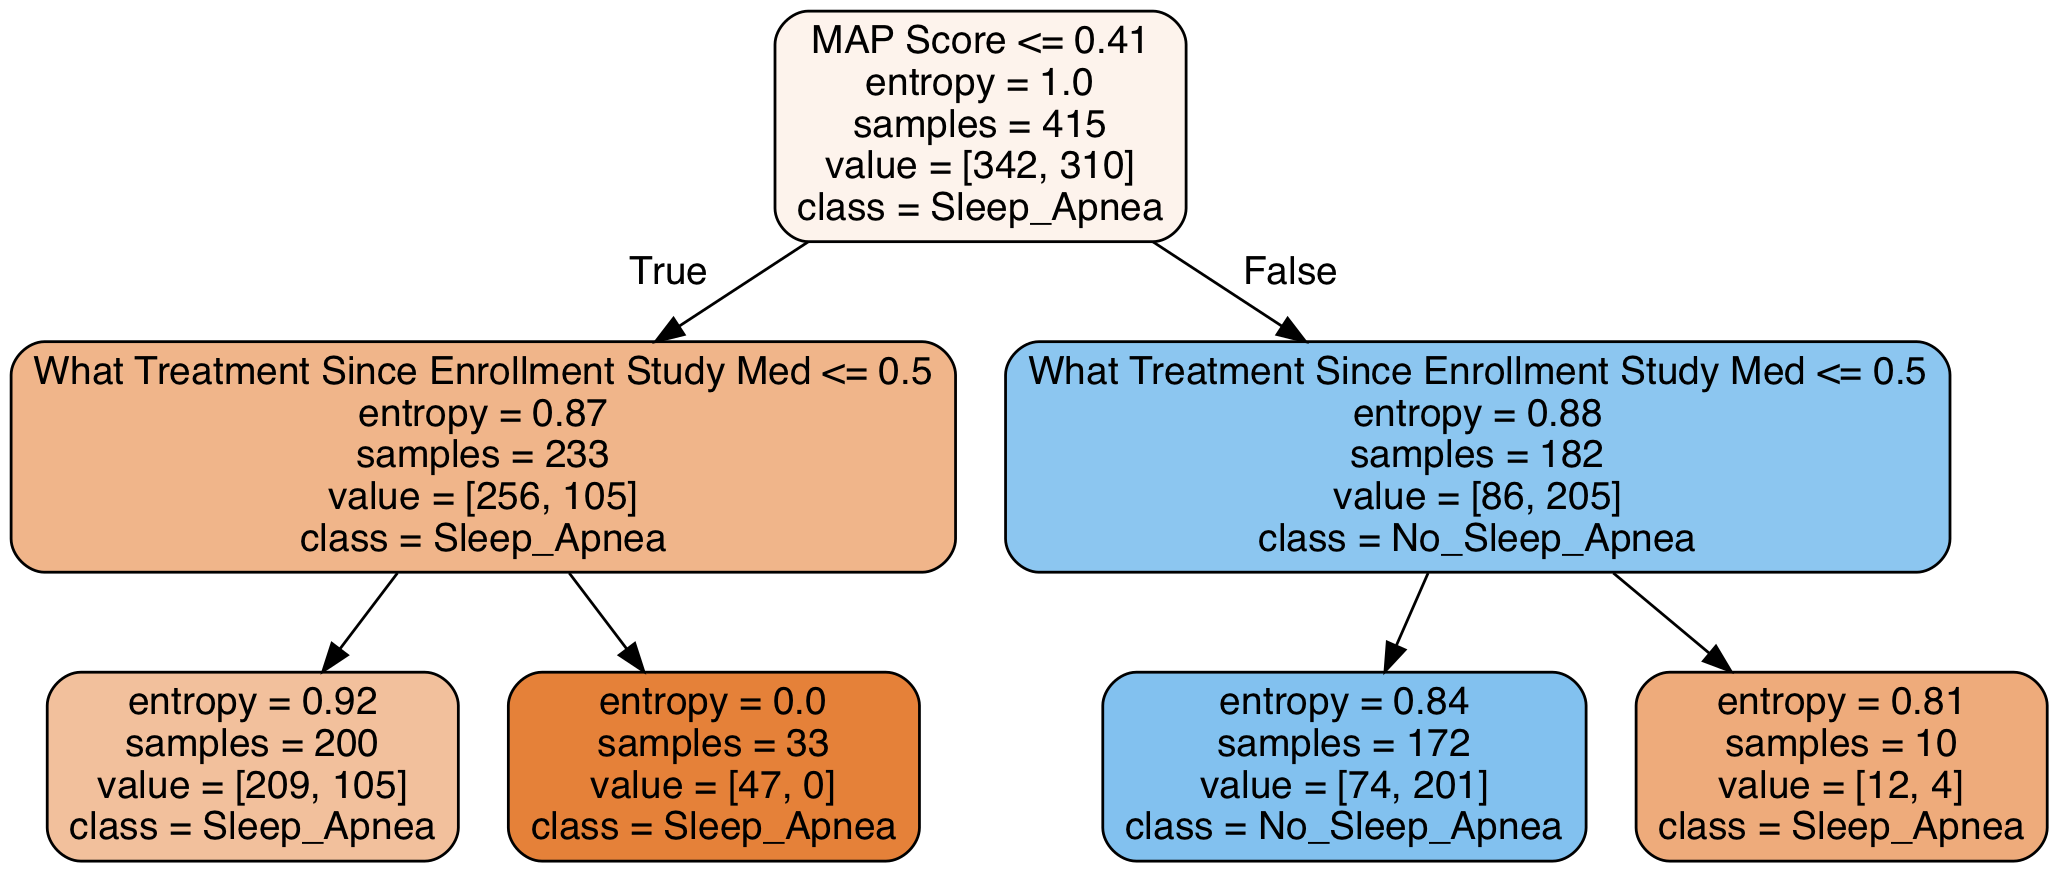 MAP Score <= 0.41
entropy = 1.0
samples = 415
value = [342, 310]
class = Sleep_Apnea
True
False
What Treatment Since Enrollment Study Med <= 0.5
entropy = 0.87
samples = 233
value = [256, 105]
class = Sleep_Apnea
What Treatment Since Enrollment Study Med <= 0.5
entropy = 0.88
samples = 182
value = [86, 205]
class = No_Sleep_Apnea
entropy = 0.92
samples = 200
value = [209, 105]
class = Sleep_Apnea
entropy = 0.0
samples = 33
value = [47, 0]
class = Sleep_Apnea
entropy = 0.84
samples = 172
value = [74, 201]
class = No_Sleep_Apnea
entropy = 0.81
samples = 10
value = [12, 4]
class = Sleep_Apnea